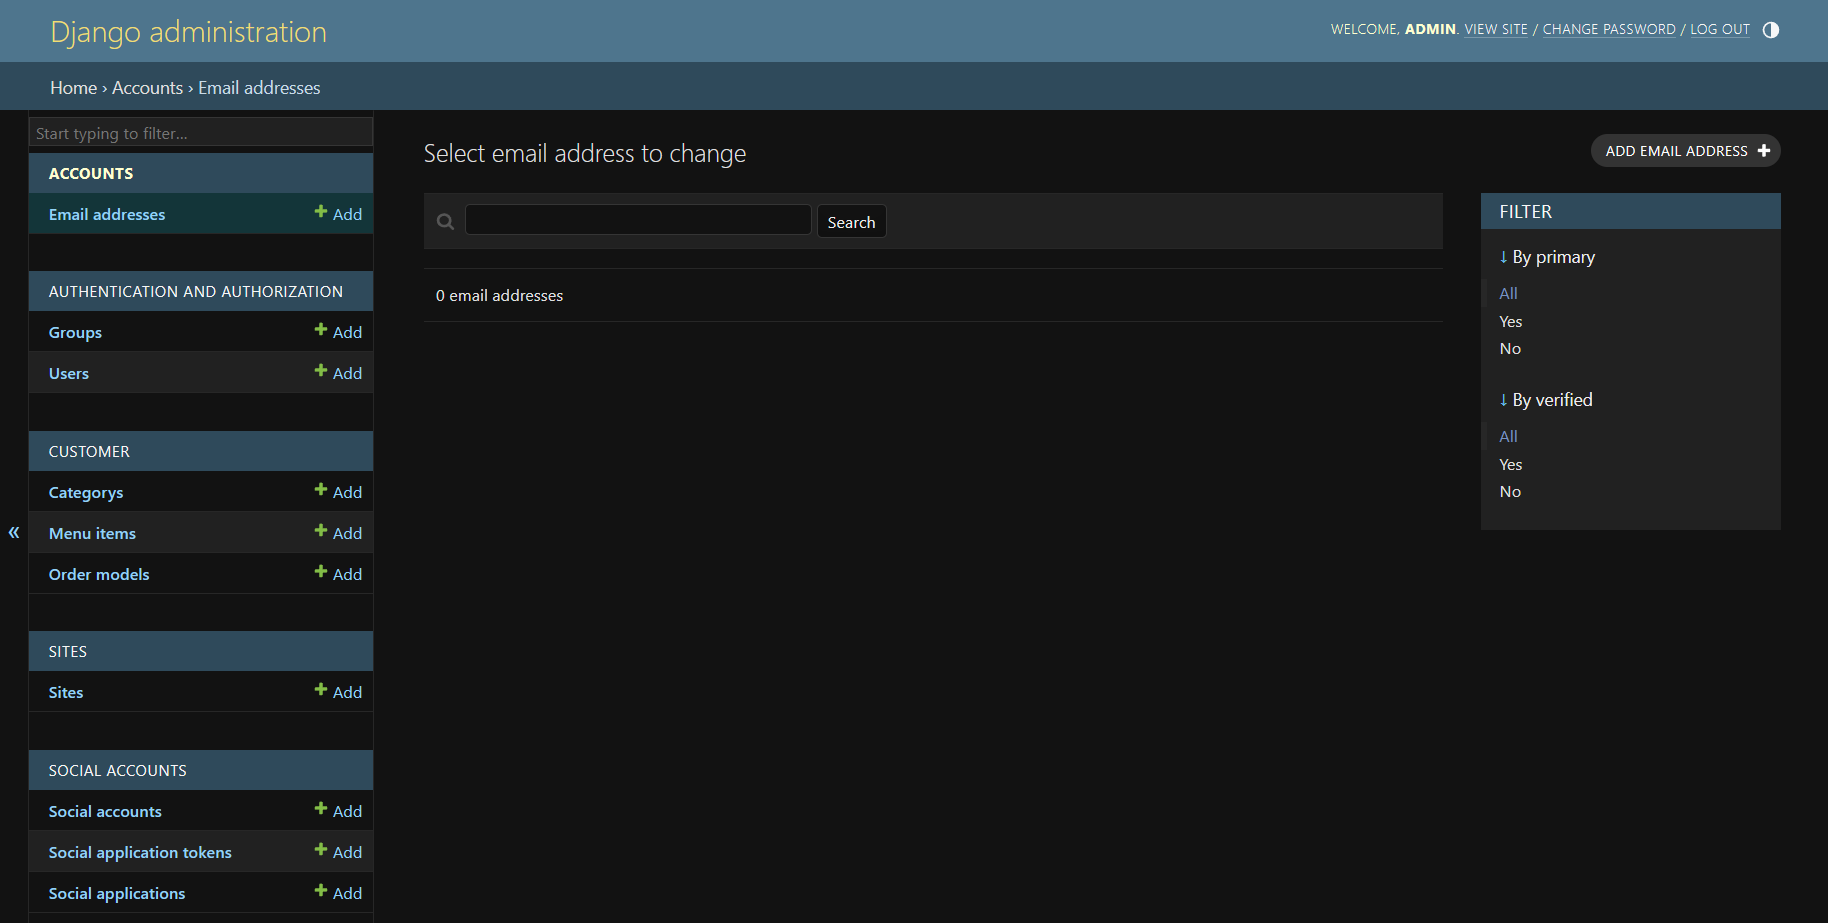 Django administration
WELCOME, ADMIN. VIEW SITE / CHANGE PASSWORD / LOG OUT
Home › Accounts › Email addresses
Start typing to filter...
ACCOUNTS
Email addresses Add
AUTHENTICATION AND AUTHORIZATION
Groups Add
Users Add
CUSTOMER
Categorys Add
Menu items Add
Order models Add
SITES
Sites Add
SOCIAL ACCOUNTS
Social accounts Add
Social application tokens Add
Social applications Add
«
Select email address to change
ADD EMAIL ADDRESS +
Search
0 email addresses
FILTER
↓ By primary
All
Yes
No
↓ By verified
All
Yes
No